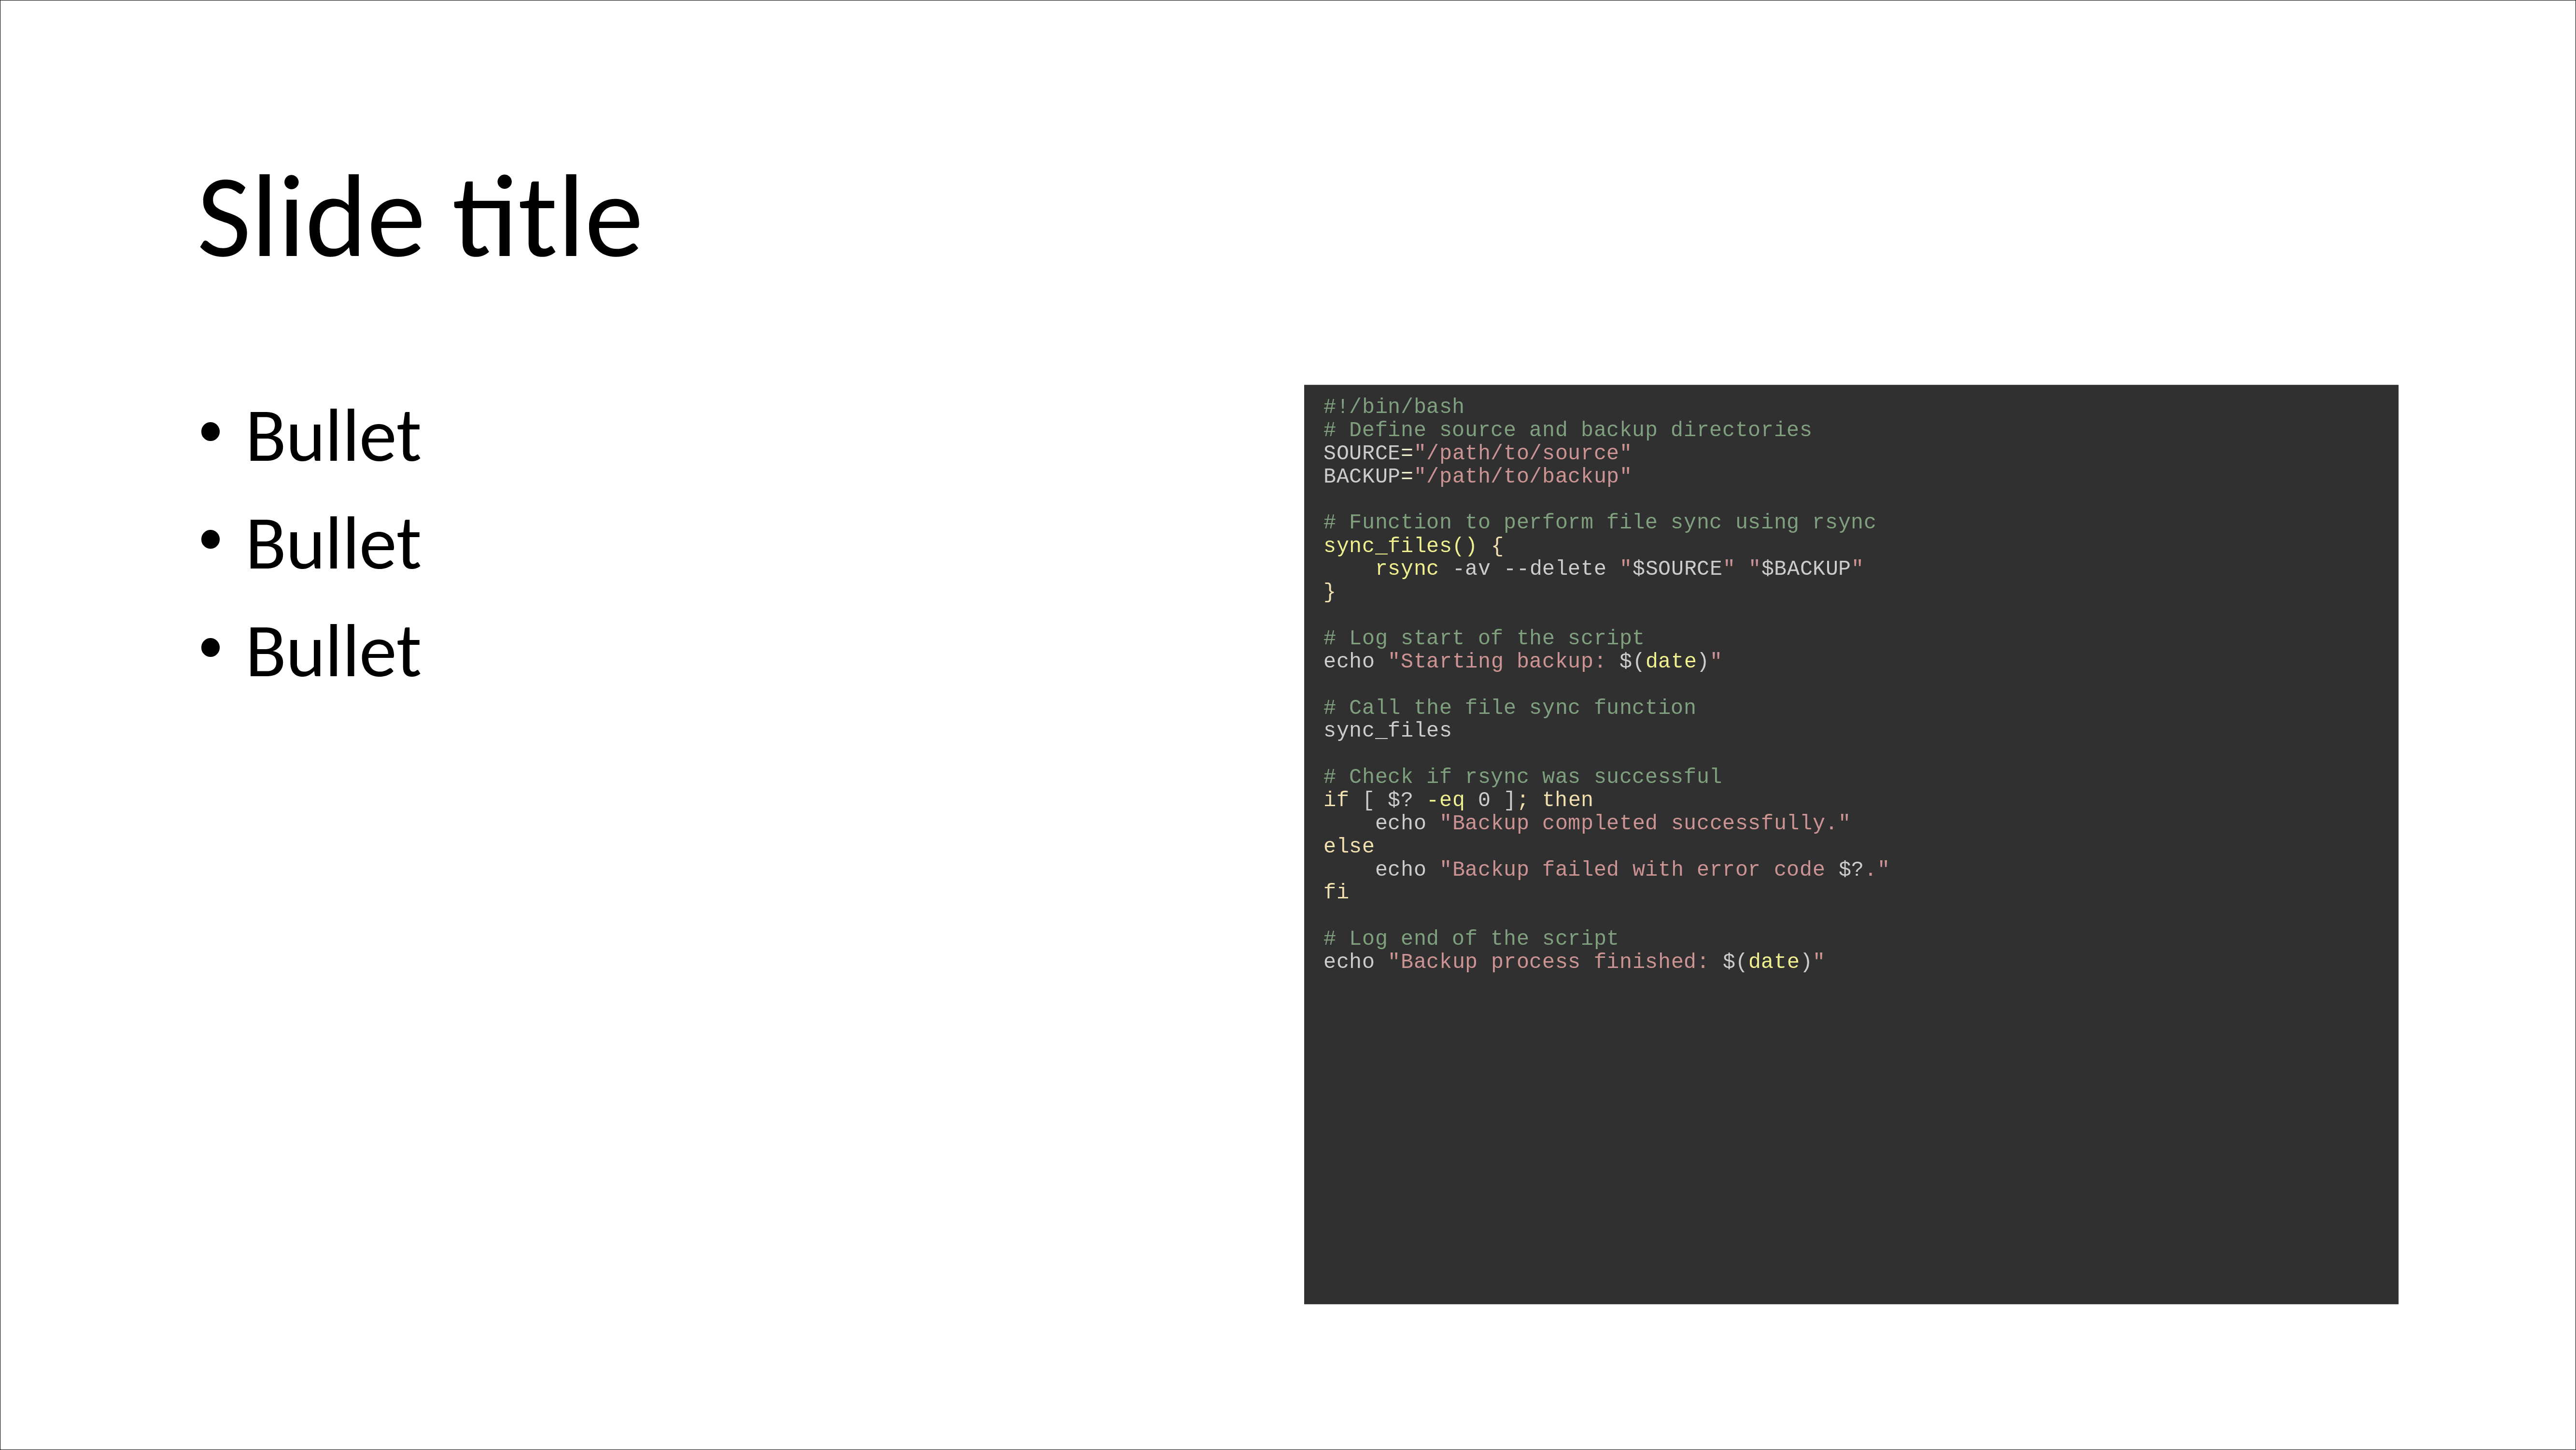 Slide title
• Bullet
• Bullet
• Bullet
#!/bin/bash
# Define source and backup directories
SOURCE="/path/to/source"
BACKUP="/path/to/backup"

# Function to perform file sync using rsync
sync_files() {
    rsync -av --delete "$SOURCE" "$BACKUP"
}

# Log start of the script
echo "Starting backup: $(date)"

# Call the file sync function
sync_files

# Check if rsync was successful
if [ $? -eq 0 ]; then
    echo "Backup completed successfully."
else
    echo "Backup failed with error code $?."
fi

# Log end of the script
echo "Backup process finished: $(date)"